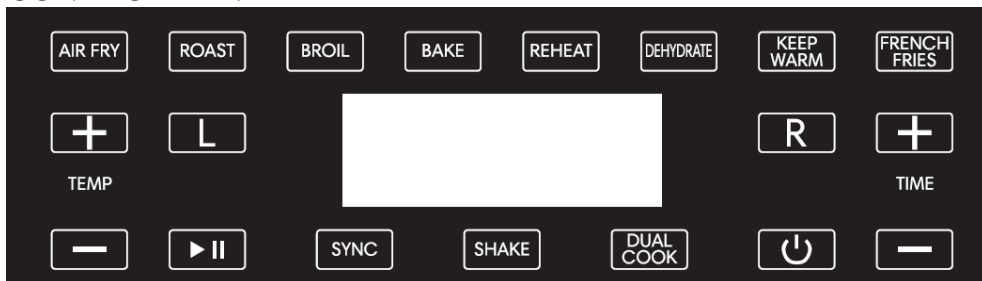 AIR FRY
ROAST
BROIL
BAKE
REHEAT
DEHYDRATE
KEEP
WARM
FRENCH
FRIES
L
R
TEMP
TIME
SYNC
SHAKE
DUAL
COOK